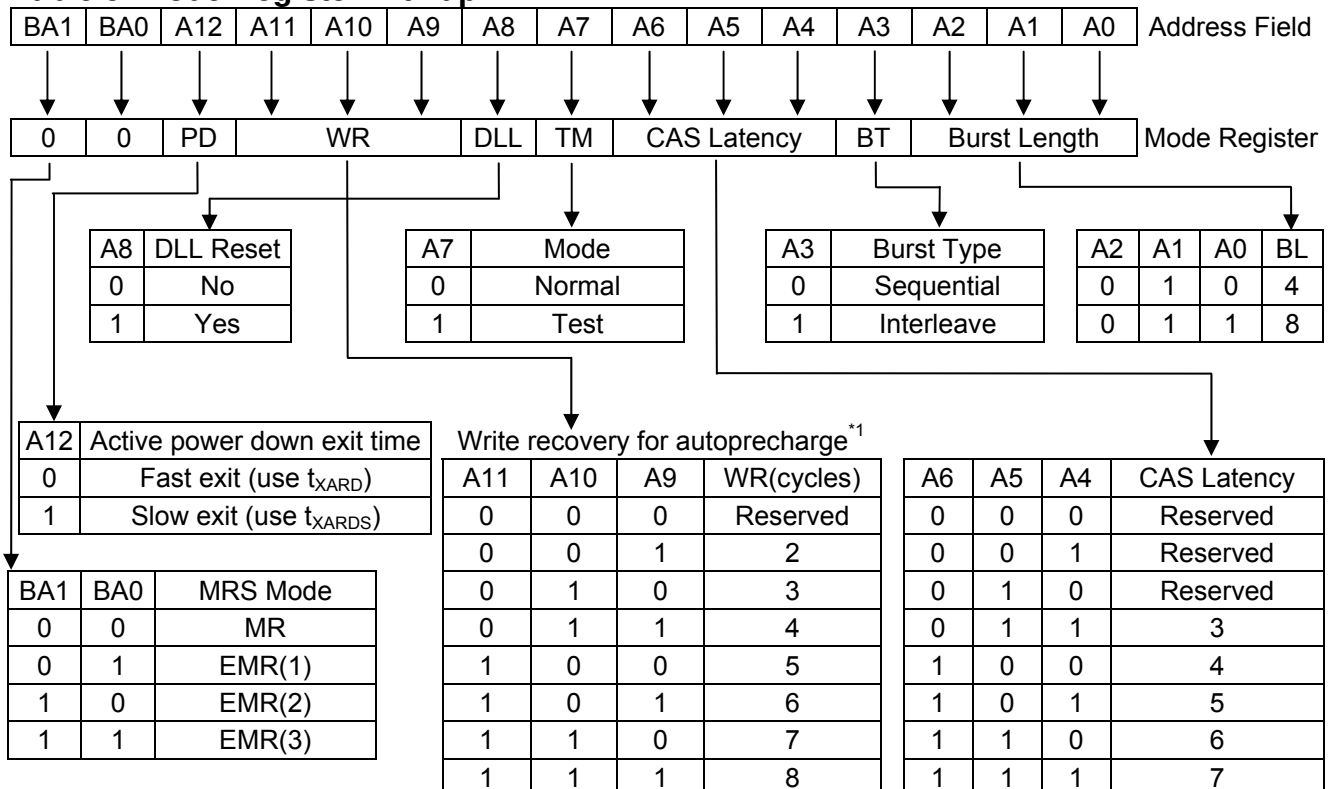 BA1 BA0 A12 A11 A10 A9 A8 A7 A6 A5 A4 A3 A2 A1 A0 Address Field
0 0 PD WR DLL TM CAS Latency BT Burst Length Mode Register
A8 DLL Reset
0 No
1 Yes
A7 Mode
0 Normal
1 Test
A3 Burst Type
0 Sequential
1 Interleave
A2 A1 A0 BL
0 1 0 4
0 1 1 8
A12 Active power down exit time
0 Fast exit (use tXARD)
1 Slow exit (use tXARDS)
BA1 BA0 MRS Mode
0 0 MR
0 1 EMR(1)
1 0 EMR(2)
1 1 EMR(3)
Write recovery for autoprecharge*1
A11 A10 A9 WR(cycles)
0 0 0 Reserved
0 0 1 2
0 1 0 3
0 1 1 4
1 0 0 5
1 0 1 6
1 1 0 7
1 1 1 8
A6 A5 A4 CAS Latency
0 0 0 Reserved
0 0 1 Reserved
0 1 0 Reserved
0 1 1 3
1 0 0 4
1 0 1 5
1 1 0 6
1 1 1 7